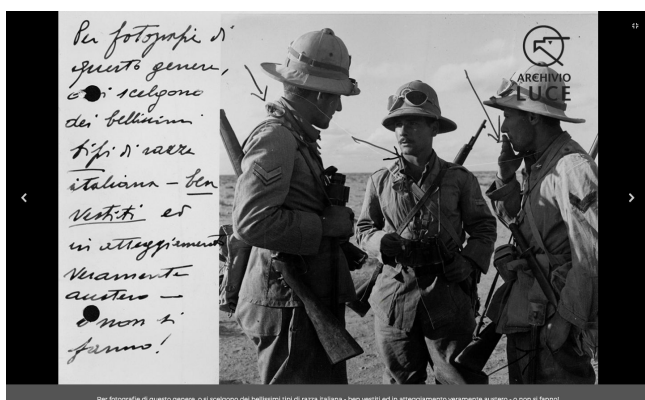 Per fotografie di
questo genere,
o si scelgono
dei bellissimi
tipi di razza
italiana - ben
vestiti ed
in atteggiamento
veramente
austero -
o non si
fanno!
ARCHIVIO
LUCE
Per fotografie di questo genere, o si scelgono dei bellissimi tipi di razza italiana - ben vestiti ed in atteggiamento veramente austero - o non si fanno!